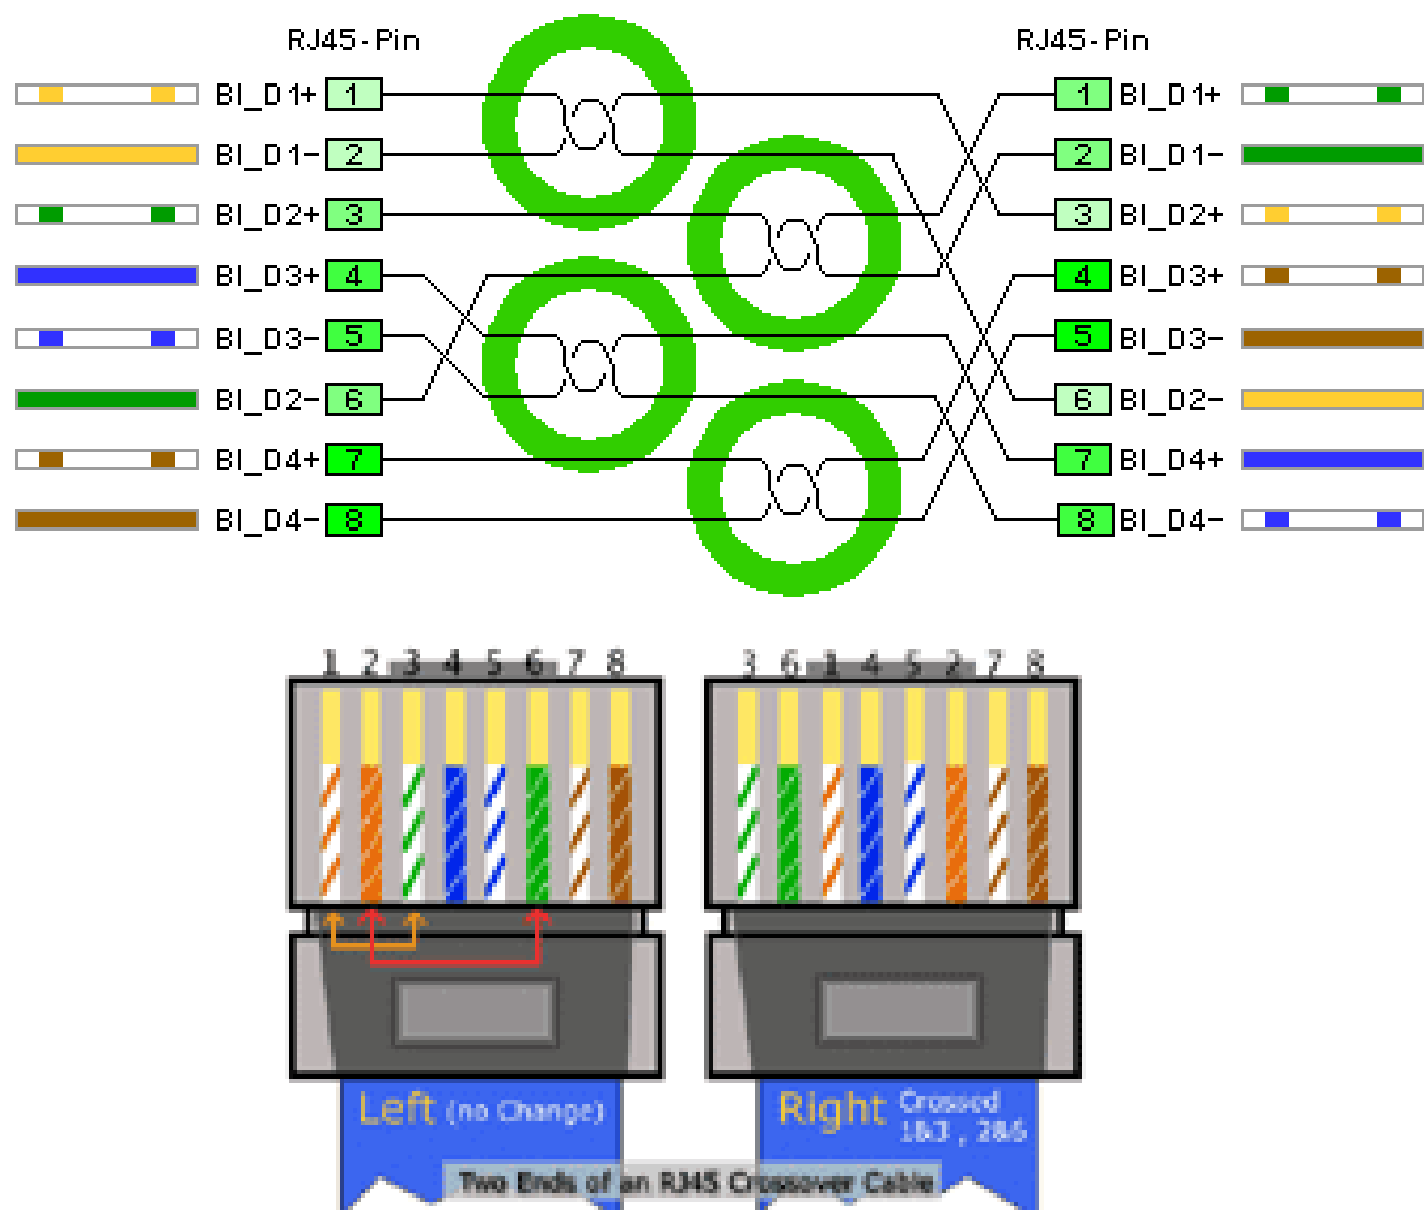 RJ45-Pin RJ45-Pin
BI_D1+ 1 1 BI_D1+
BI_D1- 2 2 BI_D1-
BI_D2+ 3 3 BI_D2+
BI_D3+ 4 4 BI_D3+
BI_D3- 5 5 BI_D3-
BI_D2- 6 6 BI_D2-
BI_D4+ 7 7 BI_D4+
BI_D4- 8 8 BI_D4-
1 2 3 4 5 6 7 8 3 6 1 4 5 2 7 8
Left (no Change) Right Crossed
1&3 , 2&6
Two Ends of an RJ45 Crossover Cable